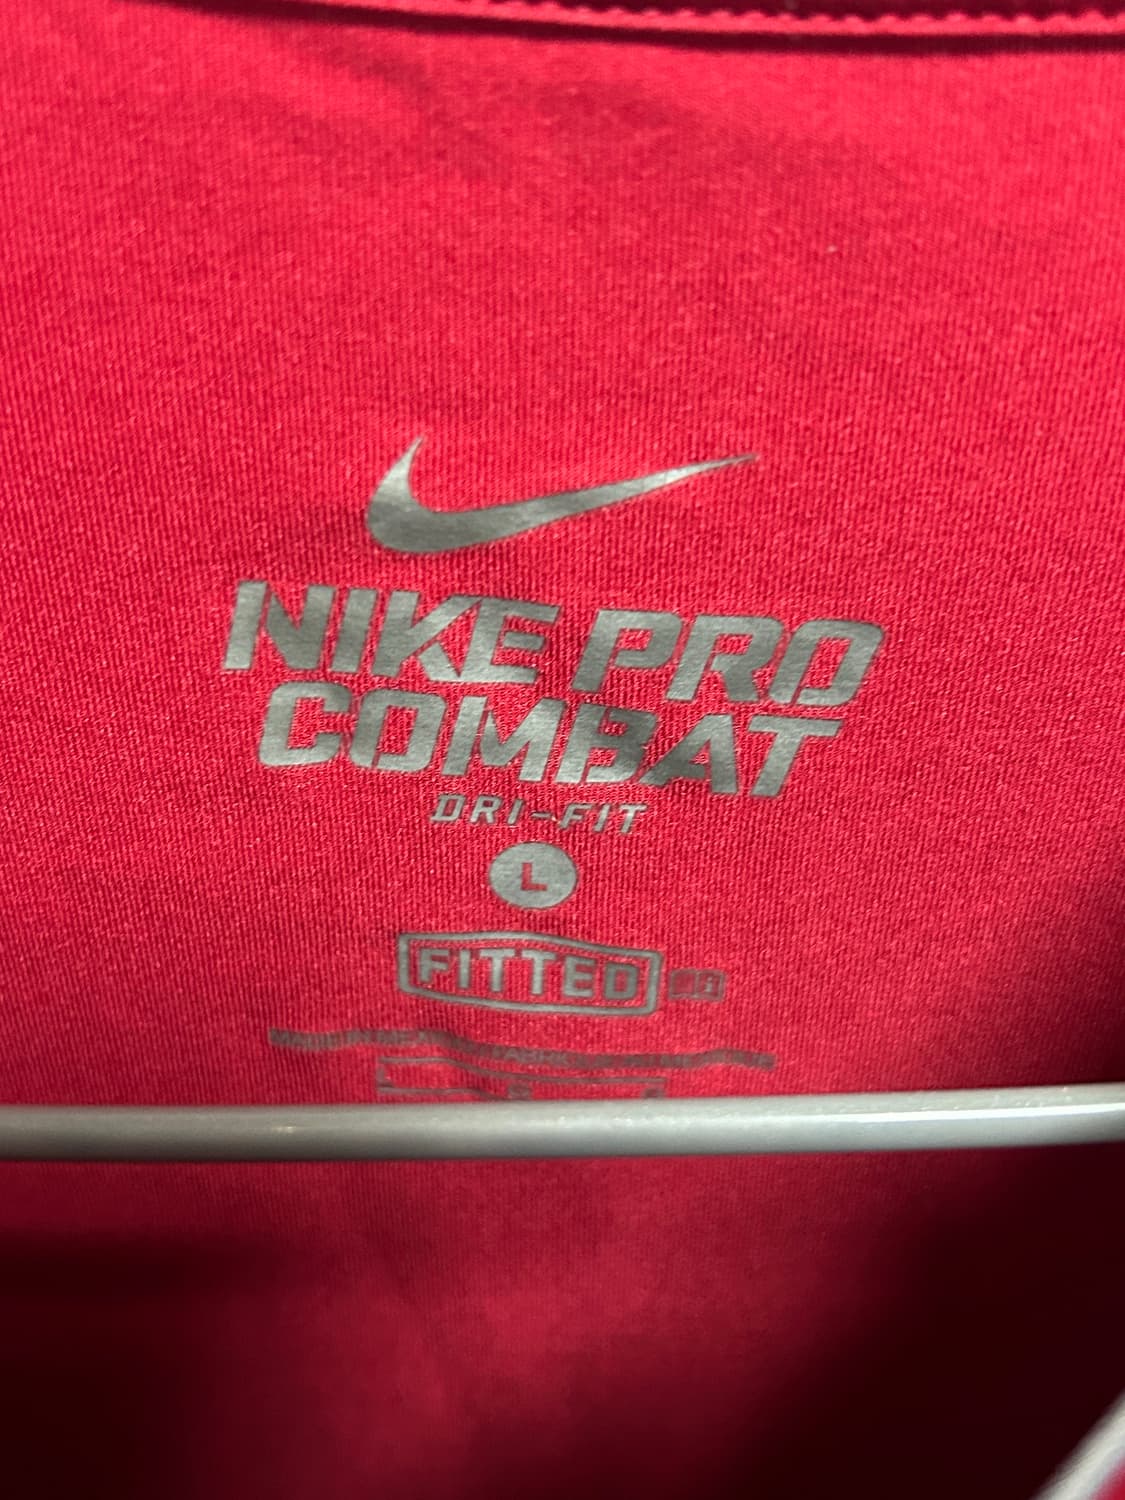 NIKE PRO
COMBAT
DRI-FIT
L
FITTED